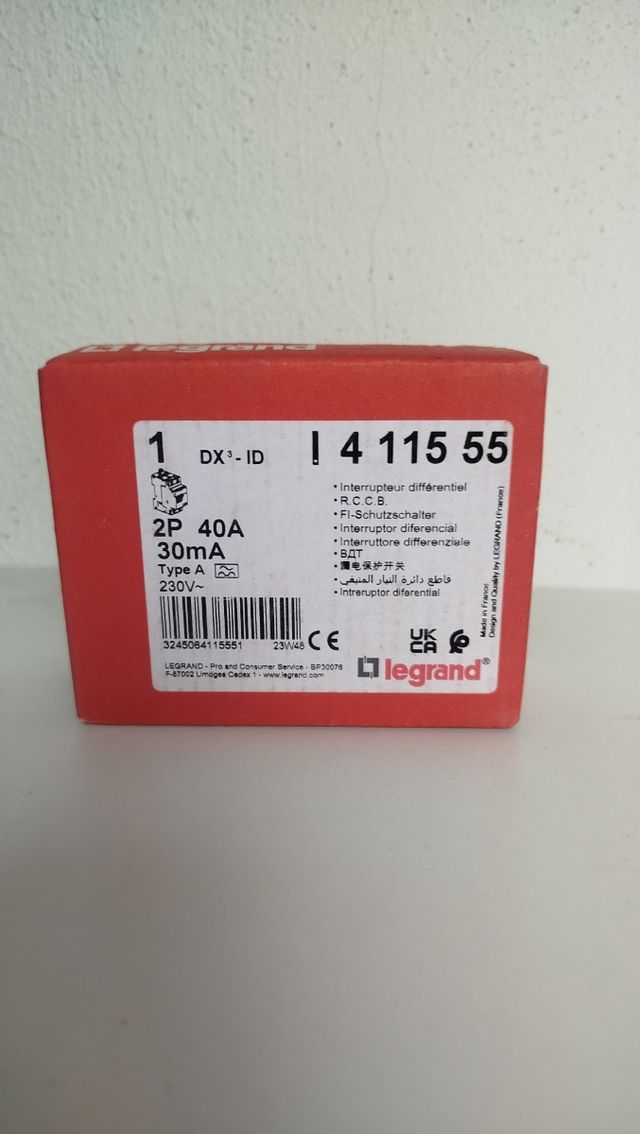 legrand
1 DX³ - ID ! 4 115 55
2P 40A
30mA
Type A
230V~
• Interrupteur différentiel
• R.C.C.B.
• FI-Schutzschalter
• Interruptor diferencial
• Interruttore differenziale
• ВДТ
• 漏电保护开关
• قاطع دائرة التيار المتبقي
• Intreruptor diferential
3245064115551 23W48 CE
UK
CA
LEGRAND - Pro and Consumer Service - BP30076
F-87002 Limoges Cedex 1 - www.legrand.com
legrand®
Made in France
Design and Quality by LEGRAND (France)